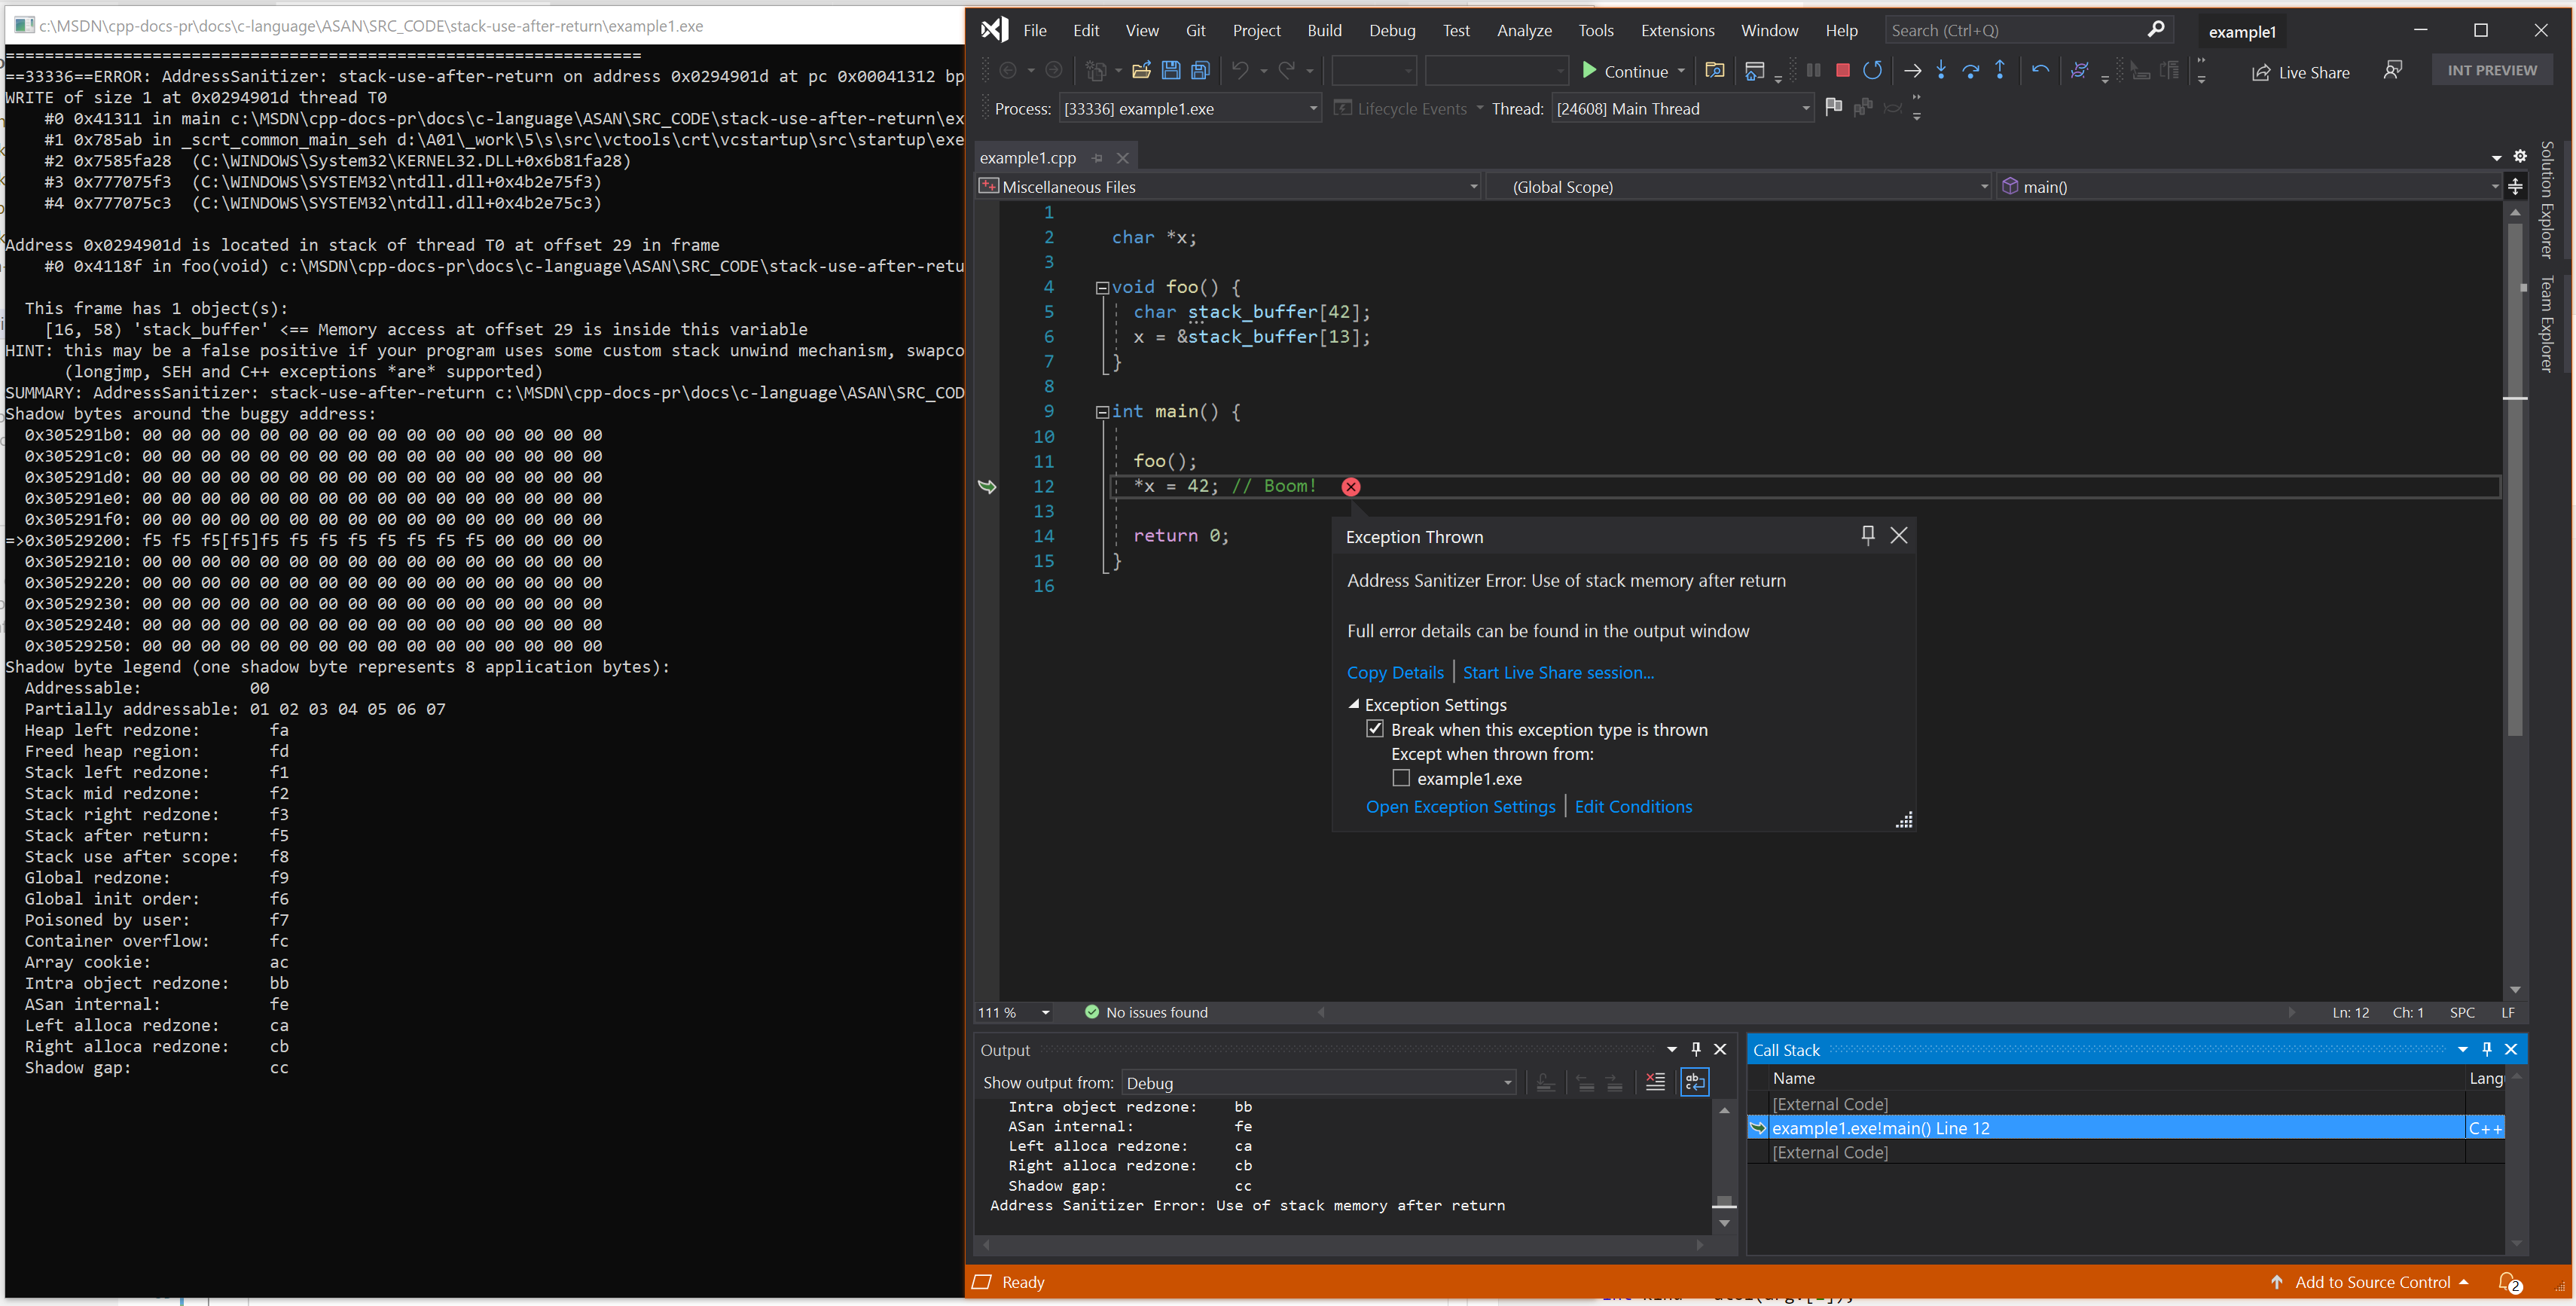 c:\MSDN\cpp-docs-pr\docs\c-language\ASAN\SRC_CODE\stack-use-after-return\example1.exe
=================================================================
==33336==ERROR: AddressSanitizer: stack-use-after-return on address 0x0294901d at pc 0x00041312 bp
WRITE of size 1 at 0x0294901d thread T0
#0 0x41311 in main c:\MSDN\cpp-docs-pr\docs\c-language\ASAN\SRC_CODE\stack-use-after-return\ex
#1 0x785ab in _scrt_common_main_seh d:\A01\_work\5\s\src\vctools\crt\vcstartup\src\startup\exe
#2 0x7585fa28 (C:\WINDOWS\System32\KERNEL32.DLL+0x6b81fa28)
#3 0x777075f3 (C:\WINDOWS\SYSTEM32\ntdll.dll+0x4b2e75f3)
#4 0x777075c3 (C:\WINDOWS\SYSTEM32\ntdll.dll+0x4b2e75c3)
Address 0x0294901d is located in stack of thread T0 at offset 29 in frame
#0 0x4118f in foo(void) c:\MSDN\cpp-docs-pr\docs\c-language\ASAN\SRC_CODE\stack-use-after-retu
This frame has 1 object(s):
[16, 58) 'stack_buffer' <== Memory access at offset 29 is inside this variable
HINT: this may be a false positive if your program uses some custom stack unwind mechanism, swapco
(longjmp, SEH and C++ exceptions *are* supported)
SUMMARY: AddressSanitizer: stack-use-after-return c:\MSDN\cpp-docs-pr\docs\c-language\ASAN\SRC_COD
Shadow bytes around the buggy address:
0x305291b0: 00 00 00 00 00 00 00 00 00 00 00 00 00 00 00 00
0x305291c0: 00 00 00 00 00 00 00 00 00 00 00 00 00 00 00 00
0x305291d0: 00 00 00 00 00 00 00 00 00 00 00 00 00 00 00 00
0x305291e0: 00 00 00 00 00 00 00 00 00 00 00 00 00 00 00 00
0x305291f0: 00 00 00 00 00 00 00 00 00 00 00 00 00 00 00 00
=>0x30529200: f5 f5 f5[f5]f5 f5 f5 f5 f5 f5 f5 f5 00 00 00 00
0x30529210: 00 00 00 00 00 00 00 00 00 00 00 00 00 00 00 00
0x30529220: 00 00 00 00 00 00 00 00 00 00 00 00 00 00 00 00
0x30529230: 00 00 00 00 00 00 00 00 00 00 00 00 00 00 00 00
0x30529240: 00 00 00 00 00 00 00 00 00 00 00 00 00 00 00 00
0x30529250: 00 00 00 00 00 00 00 00 00 00 00 00 00 00 00 00
Shadow byte legend (one shadow byte represents 8 application bytes):
Addressable: 00
Partially addressable: 01 02 03 04 05 06 07
Heap left redzone: fa
Freed heap region: fd
Stack left redzone: f1
Stack mid redzone: f2
Stack right redzone: f3
Stack after return: f5
Stack use after scope: f8
Global redzone: f9
Global init order: f6
Poisoned by user: f7
Container overflow: fc
Array cookie: ac
Intra object redzone: bb
ASan internal: fe
Left alloca redzone: ca
Right alloca redzone: cb
Shadow gap: cc
File Edit View Git Project Build Debug Test Analyze Tools Extensions Window Help Search (Ctrl+Q) example1
Continue Live Share INT PREVIEW
Process: [33336] example1.exe Lifecycle Events Thread: [24608] Main Thread
example1.cpp
Miscellaneous Files (Global Scope) main()
1
2 char *x;
3
4 void foo() {
5 char stack_buffer[42];
6 x = &stack_buffer[13];
7 }
8
9 int main() {
10
11 foo();
12 *x = 42; // Boom!
13
14 return 0;
15 }
16
Exception Thrown
Address Sanitizer Error: Use of stack memory after return
Full error details can be found in the output window
Copy Details | Start Live Share session...
Exception Settings
Break when this exception type is thrown
Except when thrown from:
example1.exe
Open Exception Settings | Edit Conditions
Solution Explorer
Team Explorer
111 % No issues found Ln: 12 Ch: 1 SPC LF
Output
Show output from: Debug
Intra object redzone: bb
ASan internal: fe
Left alloca redzone: ca
Right alloca redzone: cb
Shadow gap: cc
Address Sanitizer Error: Use of stack memory after return
Call Stack
Name Lang
[External Code]
example1.exe!main() Line 12 C++
[External Code]
Ready Add to Source Control 2